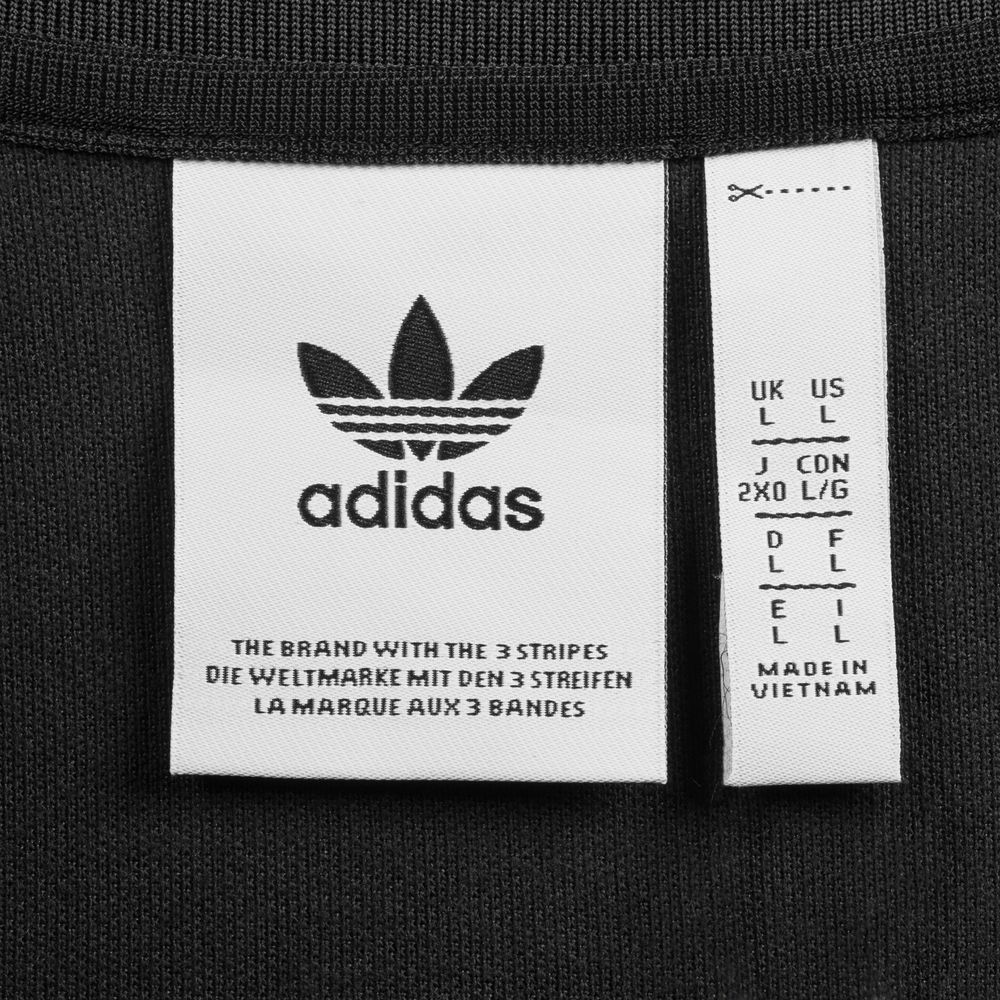 adidas
THE BRAND WITH THE 3 STRIPES
DIE WELTMARKE MIT DEN 3 STREIFEN
LA MARQUE AUX 3 BANDES
UK US
L L
J CDN
2XO L/G
D F
L L
E I
L L
MADE IN
VIETNAM